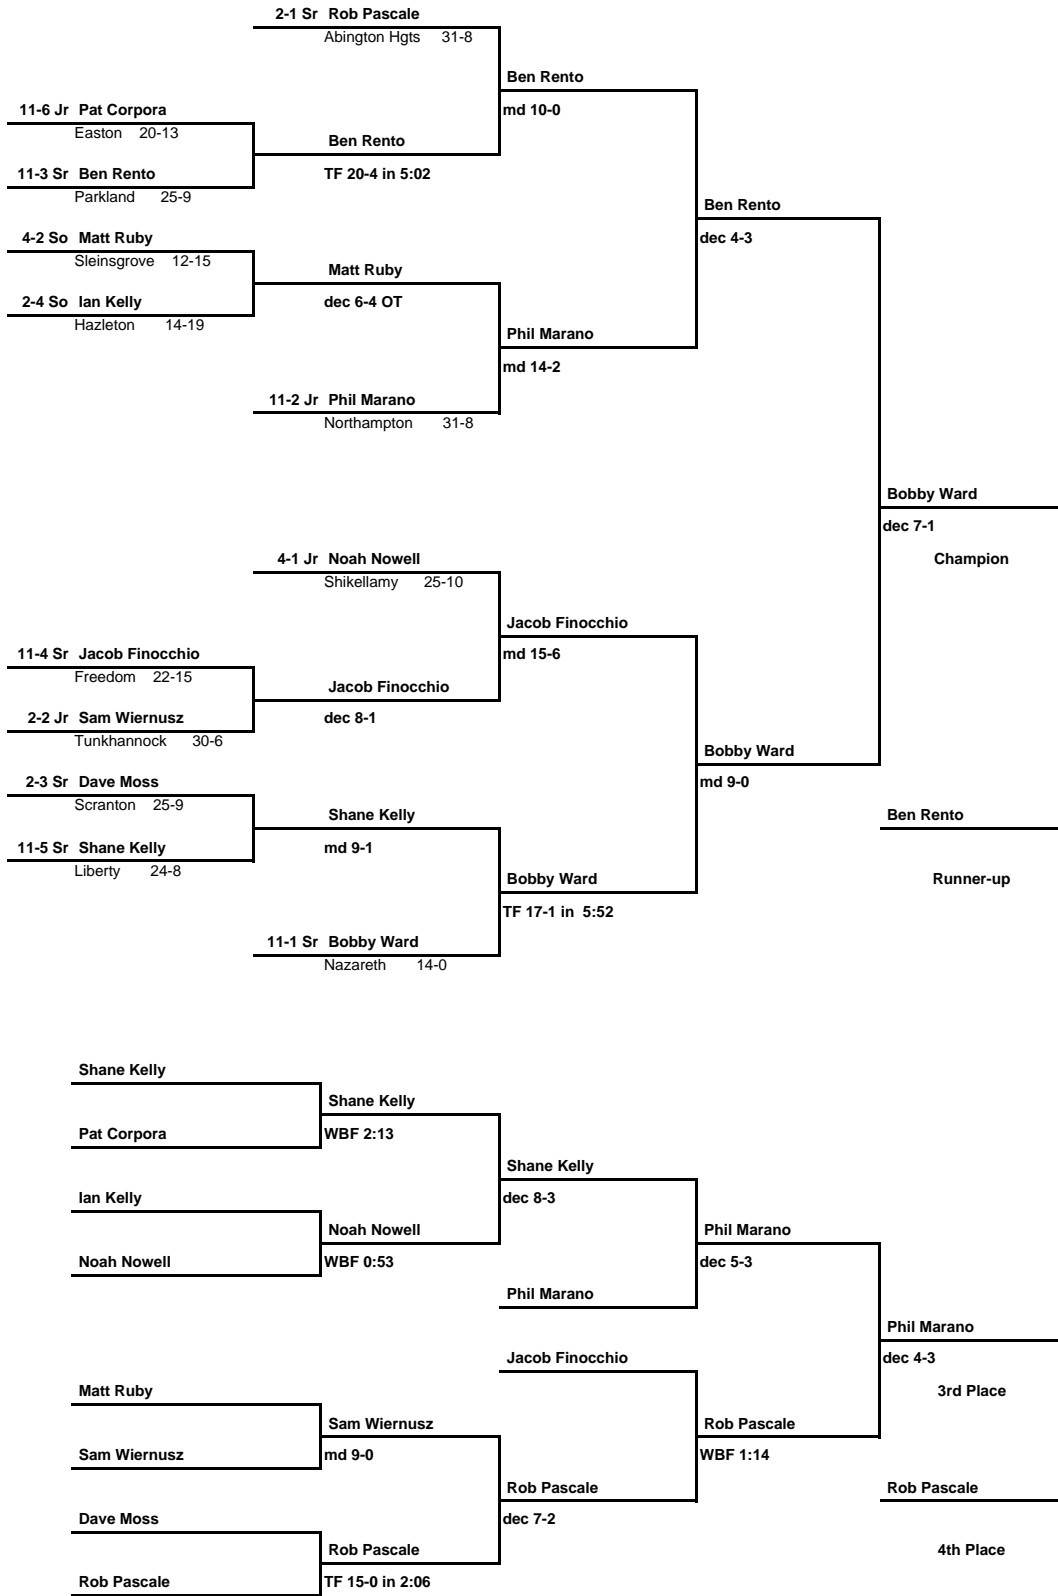 2-1 Sr Rob Pascale
Abington Hgts 31-8
Ben Rento
11-6 Jr Pat Corpora
md 10-0
Easton 20-13
Ben Rento
11-3 Sr Ben Rento
TF 20-4 in 5:02
Parkland 25-9
Ben Rento
4-2 So Matt Ruby
dec 4-3
Sleinsgrove 12-15
Matt Ruby
2-4 So Ian Kelly
dec 6-4 OT
Hazleton 14-19
Phil Marano
md 14-2
11-2 Jr Phil Marano
Northampton 31-8
Bobby Ward
dec 7-1
4-1 Jr Noah Nowell
Champion
Shikellamy 25-10
Jacob Finocchio
11-4 Sr Jacob Finocchio
md 15-6
Freedom 22-15
Jacob Finocchio
2-2 Jr Sam Wiernusz
dec 8-1
Tunkhannock 30-6
Bobby Ward
2-3 Sr Dave Moss
md 9-0
Scranton 25-9
Shane Kelly
Ben Rento
11-5 Sr Shane Kelly
md 9-1
Liberty 24-8
Bobby Ward
Runner-up
TF 17-1 in 5:52
11-1 Sr Bobby Ward
Nazareth 14-0
Shane Kelly
Shane Kelly
Pat Corpora
WBF 2:13
Shane Kelly
Ian Kelly
dec 8-3
Noah Nowell
Phil Marano
Noah Nowell
WBF 0:53
dec 5-3
Phil Marano
Phil Marano
Jacob Finocchio
dec 4-3
Matt Ruby
3rd Place
Sam Wiernusz
Rob Pascale
Sam Wiernusz
md 9-0
WBF 1:14
Rob Pascale
Rob Pascale
Dave Moss
dec 7-2
Rob Pascale
4th Place
Rob Pascale
TF 15-0 in 2:06